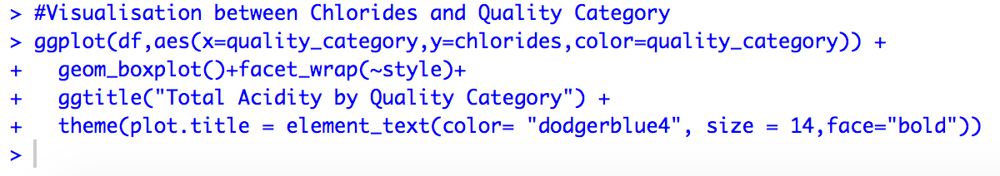 > #Visualisation between Chlorides and Quality Category
> ggplot(df,aes(x=quality_category,y=chlorides,color=quality_category)) +
+   geom_boxplot()+facet_wrap(~style)+
+   ggtitle("Total Acidity by Quality Category") +
+   theme(plot.title = element_text(color= "dodgerblue4", size = 14,face="bold"))
>